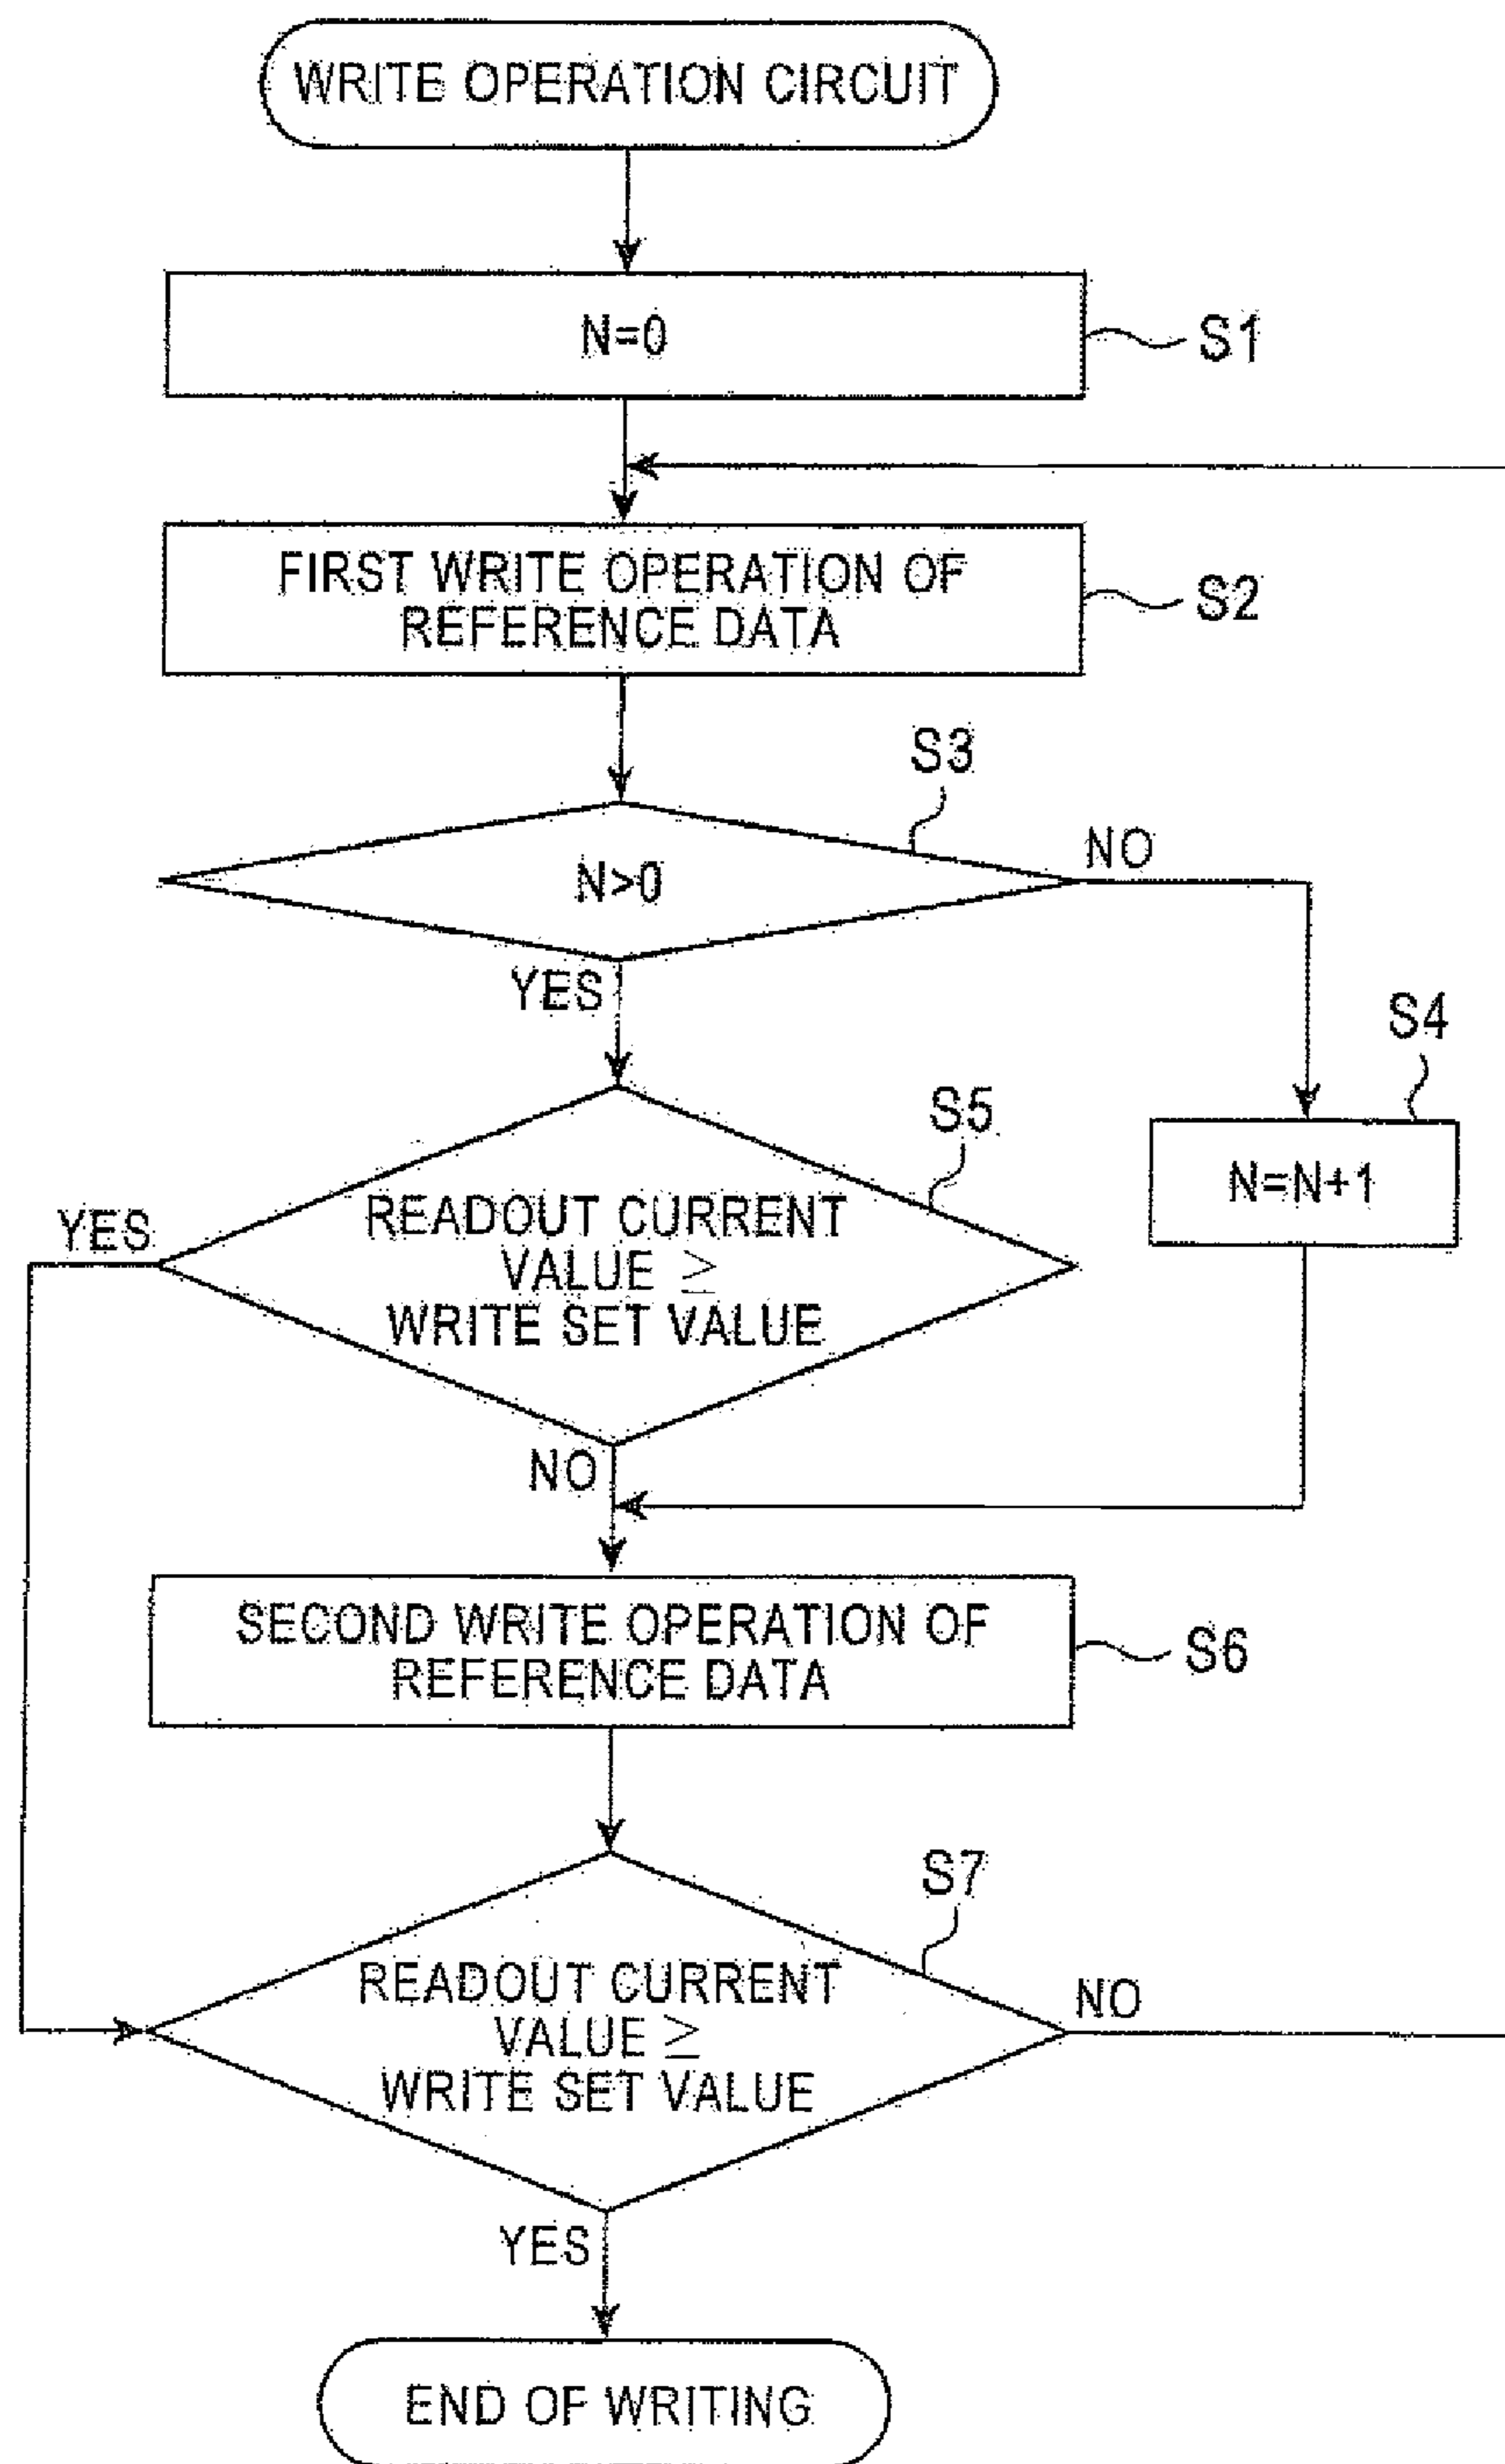 WRITE OPERATION CIRCUIT
N=0
S1
FIRST WRITE OPERATION OF
REFERENCE DATA
S2
S3
N>0
NO
YES
S4
N=N+1
S5
READOUT CURRENT
VALUE ≥
WRITE SET VALUE
YES
NO
SECOND WRITE OPERATION OF
REFERENCE DATA
S6
S7
READOUT CURRENT
VALUE ≥
WRITE SET VALUE
NO
YES
END OF WRITING